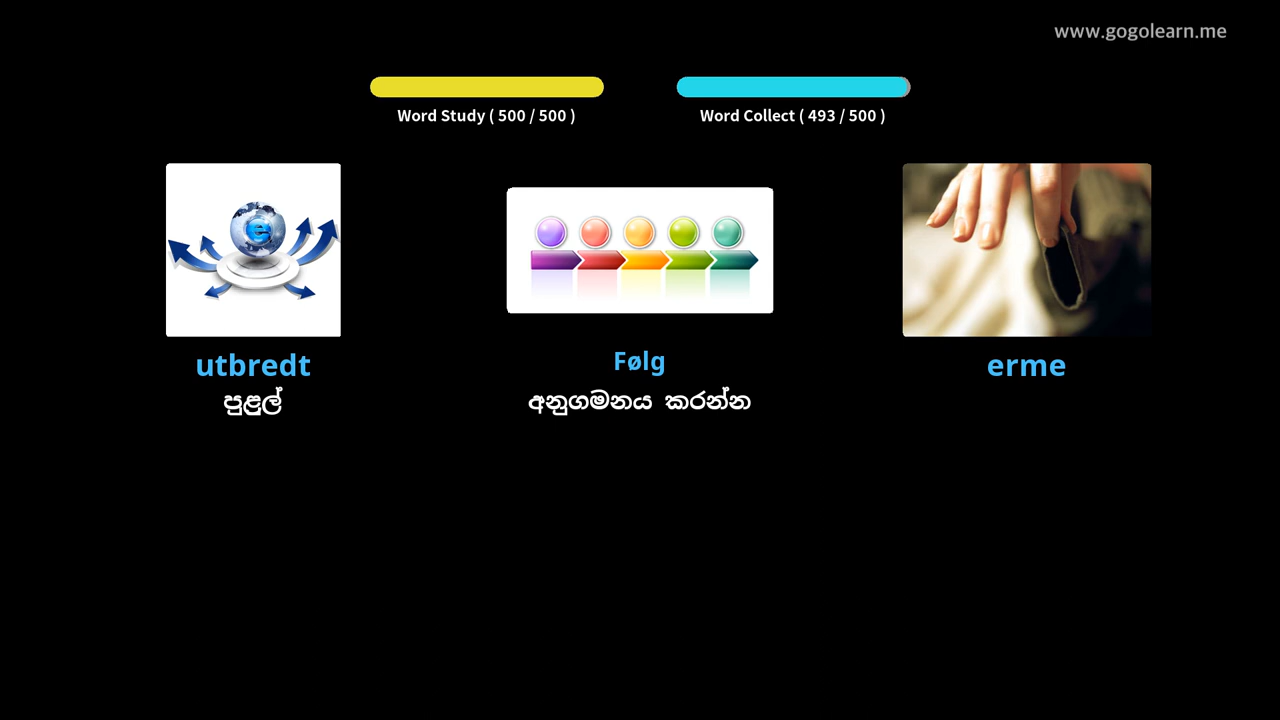 www.gogolearn.me
Word Study ( 500 / 500 )
Word Collect ( 493 / 500 )
utbredt
පුළුල්
Følg
අනුගමනය කරන්න
erme